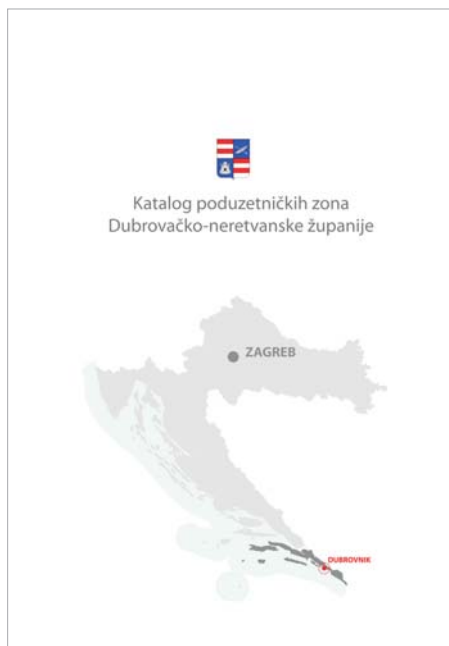 Katalog poduzetničkih zona
Dubrovačko-neretvanske županije
ZAGREB
DUBROVNIK